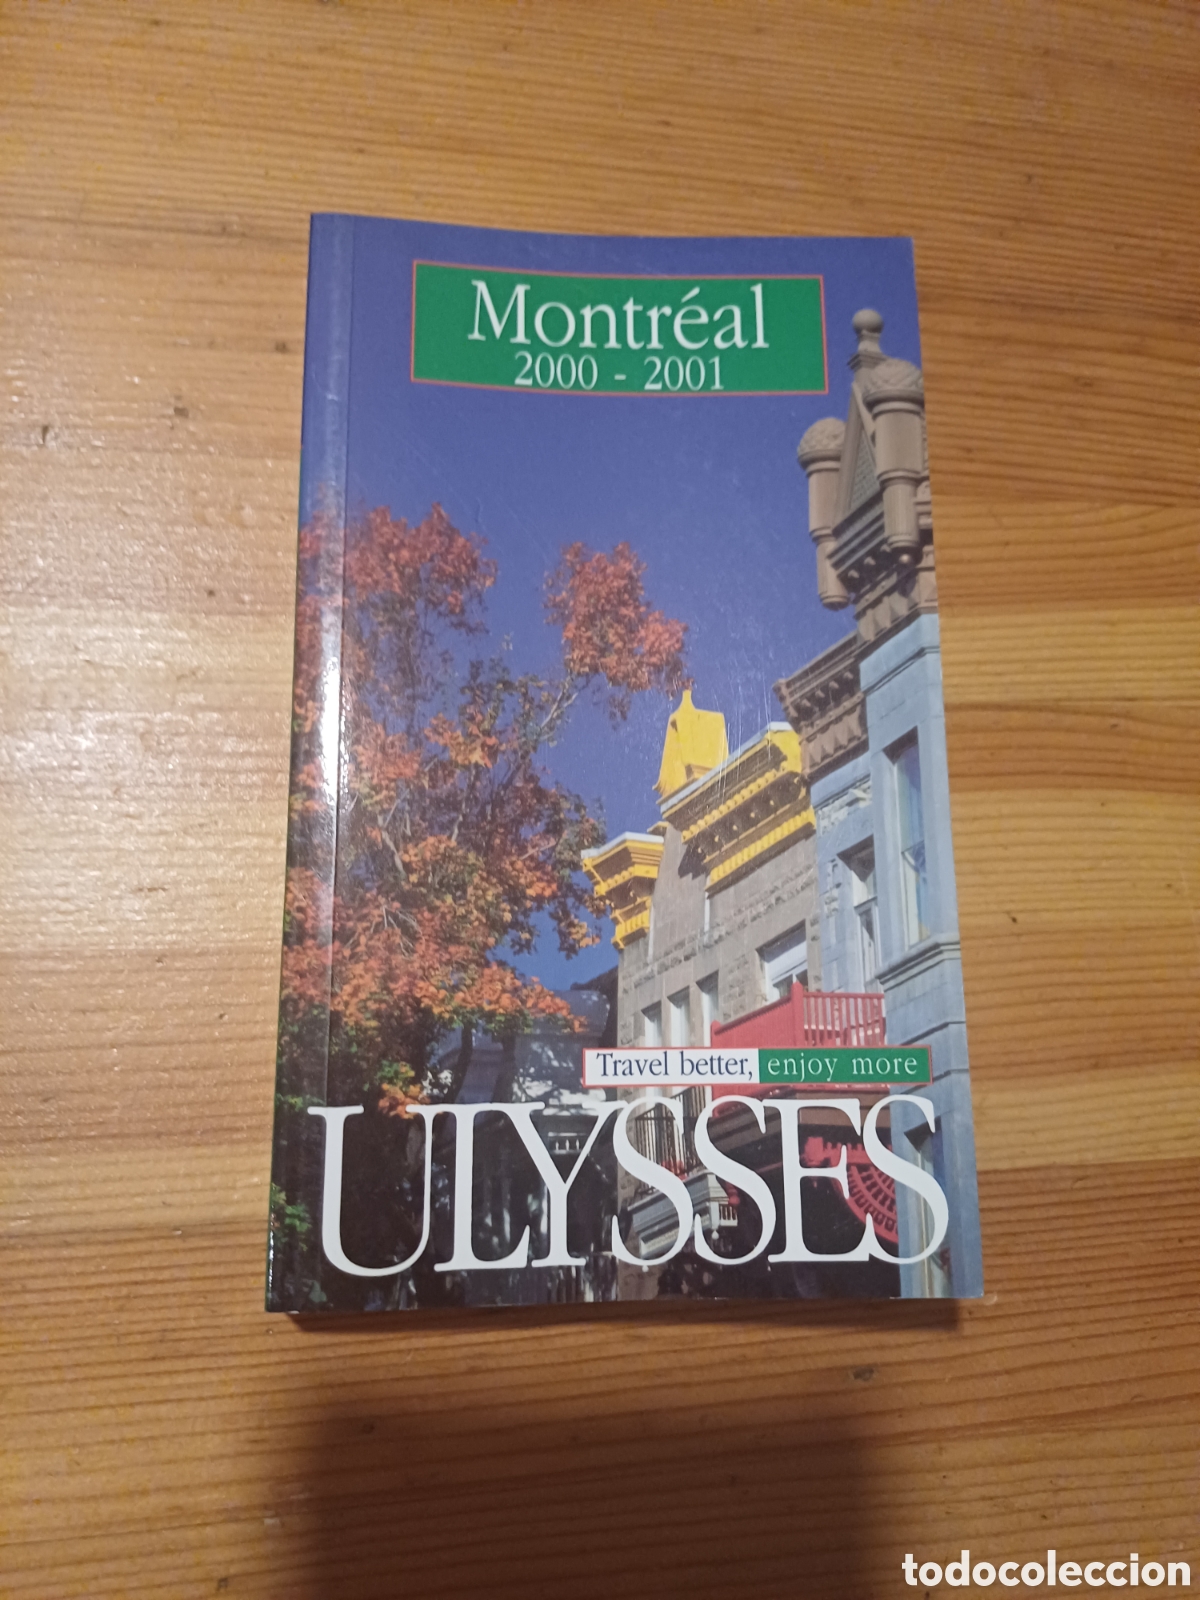 Montréal
2000 - 2001
Travel better, enjoy more
ULYSSES
todocoleccion